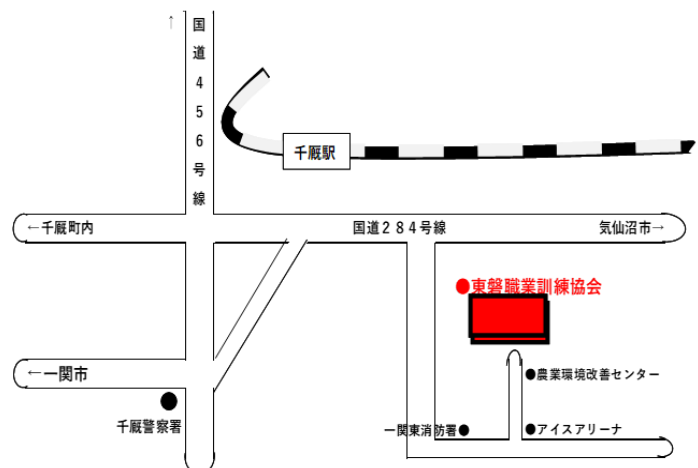 ↑
国道456号線
千厩駅
←千厩町内
国道284号線
気仙沼市→
●東磐職業訓練協会
←一関市
●農業環境改善センター
千厩警察署
一関東消防署●
●アイスアリーナ